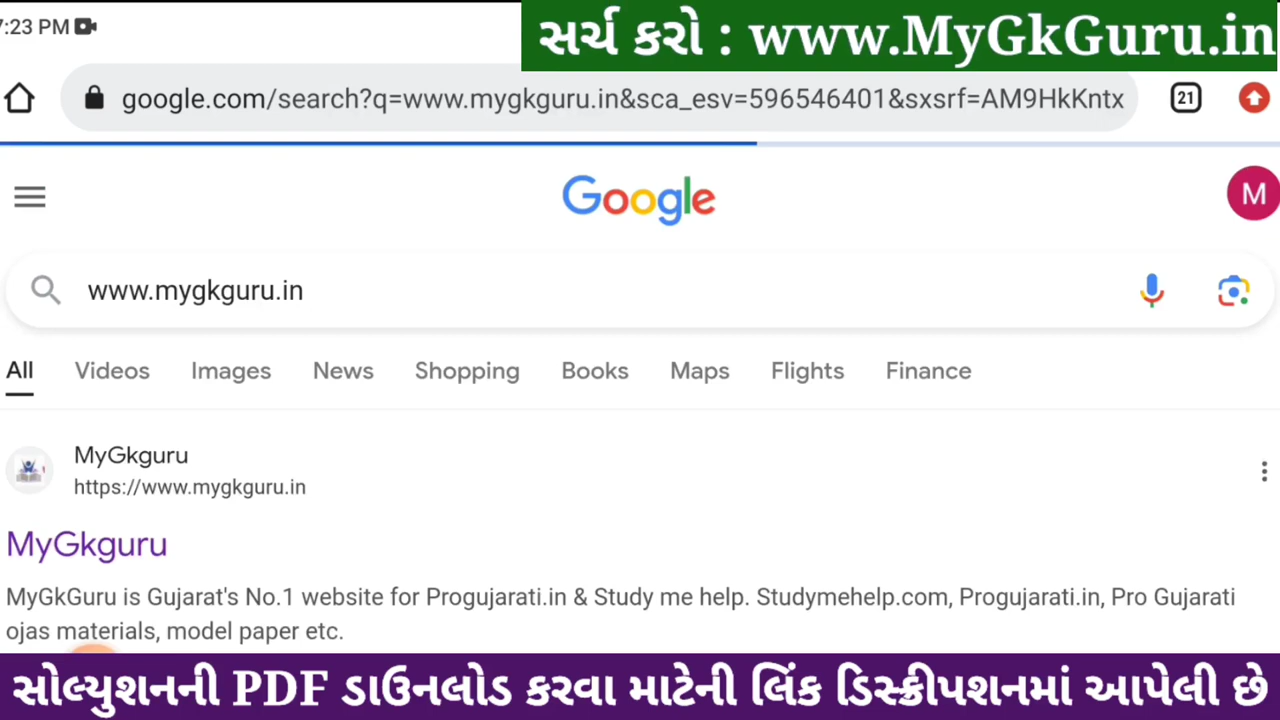 7:23 PM
સર્ચ કરો : www.MyGkGuru.in
google.com/search?q=www.mygkguru.in&sca_esv=596546401&sxsrf=AM9HkKntx
21
Google
M
www.mygkguru.in
All Videos Images News Shopping Books Maps Flights Finance
MyGkguru
https://www.mygkguru.in
MyGkguru
MyGkGuru is Gujarat's No.1 website for Progujarati.in & Study me help. Studymehelp.com, Progujarati.in, Pro Gujarati
ojas materials, model paper etc.
સોલ્યુશનની PDF ડાઉનલોડ કરવા માટેની લિંક ડિસ્ક્રીપશનમાં આપેલી છે